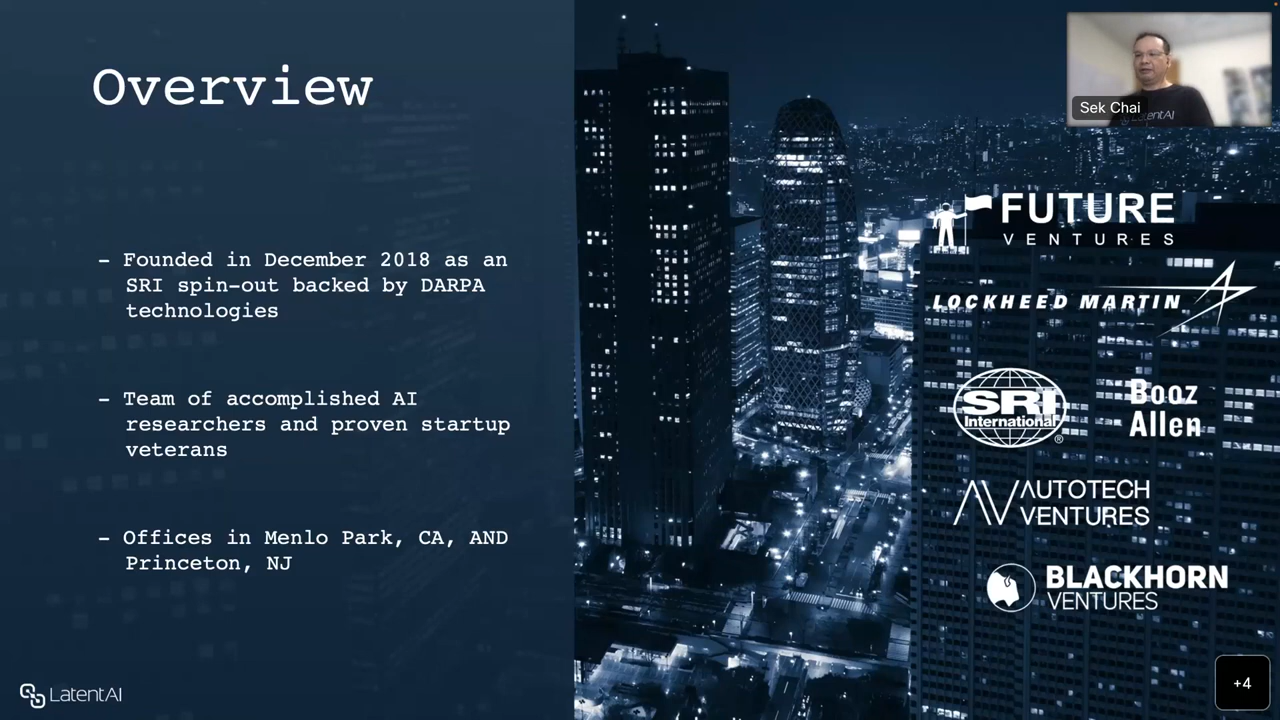 Overview
Sek Chai
LatentAI
– Founded in December 2018 as an
SRI spin-out backed by DARPA
technologies
– Team of accomplished AI
researchers and proven startup
veterans
– Offices in Menlo Park, CA, AND
Princeton, NJ
FUTURE
VENTURES
LOCKHEED MARTIN
SRI
International
®
Booz
Allen
AV AUTOTECH
VENTURES
BLACKHORN
VENTURES
LatentAI
+4